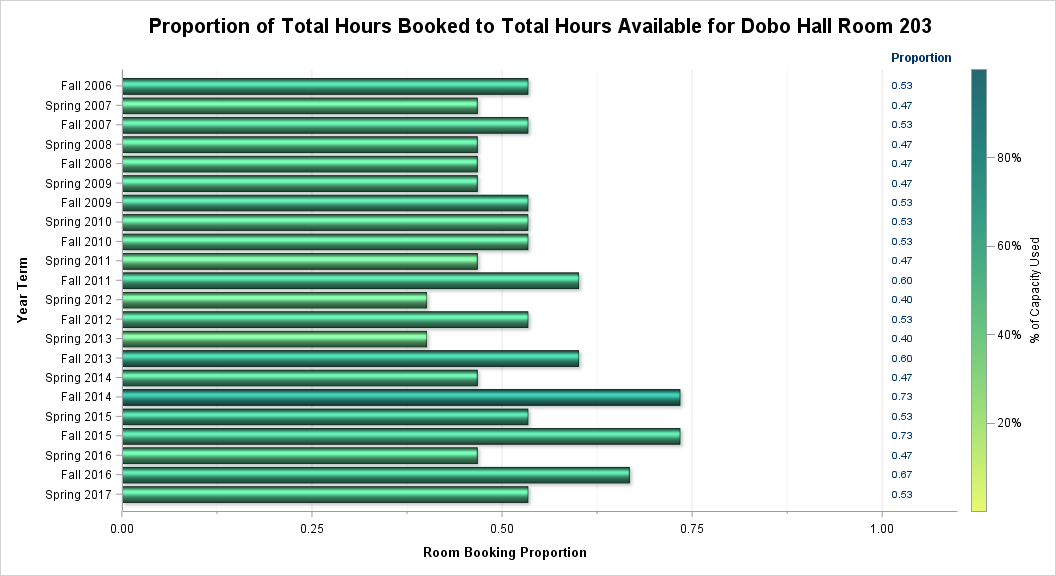 Proportion of Total Hours Booked to Total Hours Available for Dobo Hall Room 203
Proportion
Fall 2006 0.53
Spring 2007 0.47
Fall 2007 0.53
Spring 2008 0.47
Fall 2008 0.47
Spring 2009 0.47
Fall 2009 0.53
Spring 2010 0.53
Fall 2010 0.53
Spring 2011 0.47
Fall 2011 0.60
Spring 2012 0.40
Fall 2012 0.53
Spring 2013 0.40
Fall 2013 0.60
Spring 2014 0.47
Fall 2014 0.73
Spring 2015 0.53
Fall 2015 0.73
Spring 2016 0.47
Fall 2016 0.67
Spring 2017 0.53
Year Term
0.00 0.25 0.50 0.75 1.00
Room Booking Proportion
80%
60%
40%
20%
% of Capacity Used